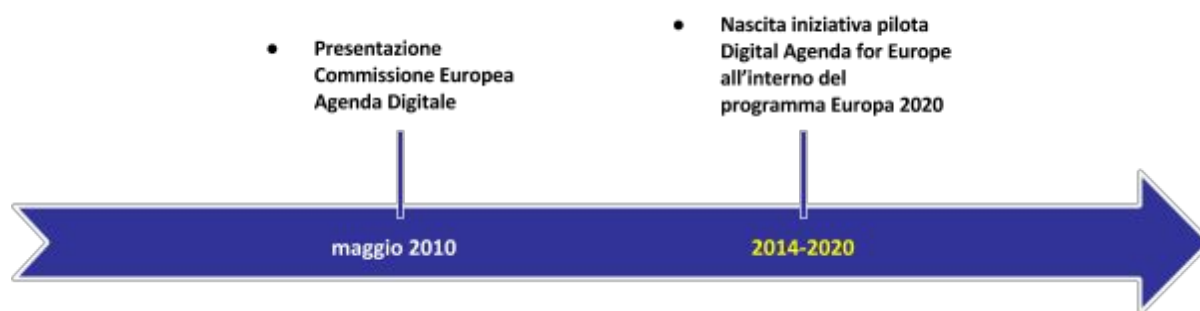 ● Presentazione
Commissione Europea
Agenda Digitale
● Nascita iniziativa pilota
Digital Agenda for Europe
all’interno del
programma Europa 2020
maggio 2010
2014-2020